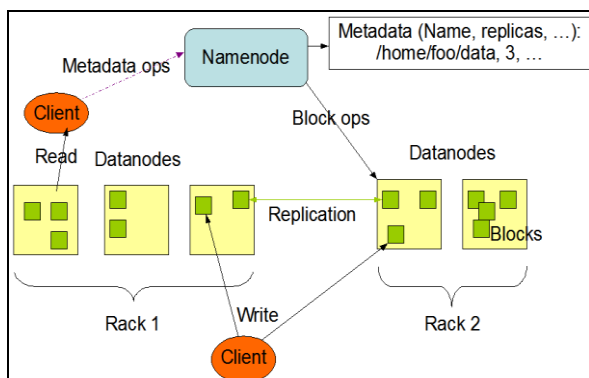 Metadata (Name, replicas, …):
/home/foo/data, 3, …
Namenode
Metadata ops
Client
Block ops
Read
Datanodes
Datanodes
Replication
Blocks
Rack 1
Write
Rack 2
Client